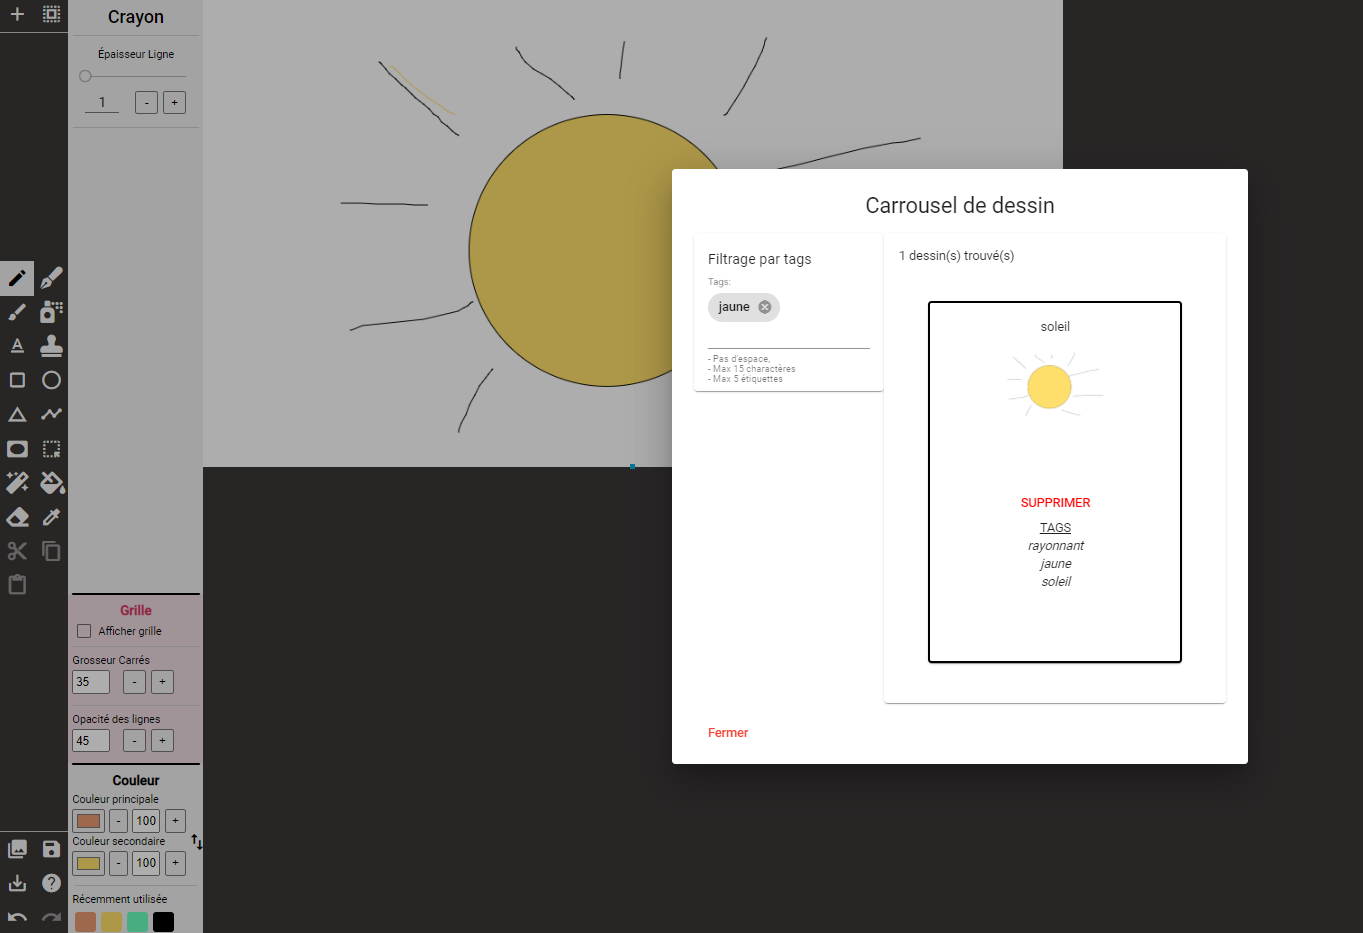 Crayon
Épaisseur Ligne
1 - +
Grille
Afficher grille
Grosseur Carrés
35 - +
Opacité des lignes
45 - +
Couleur
Couleur principale
- 100 +
Couleur secondaire
- 100 +
Récemment utilisée
Carrousel de dessin
Filtrage par tags
Tags:
jaune
- Pas d'espace,
- Max 15 charactères
- Max 5 étiquettes
1 dessin(s) trouvé(s)
soleil
SUPPRIMER
TAGS
rayonnant
jaune
soleil
Fermer